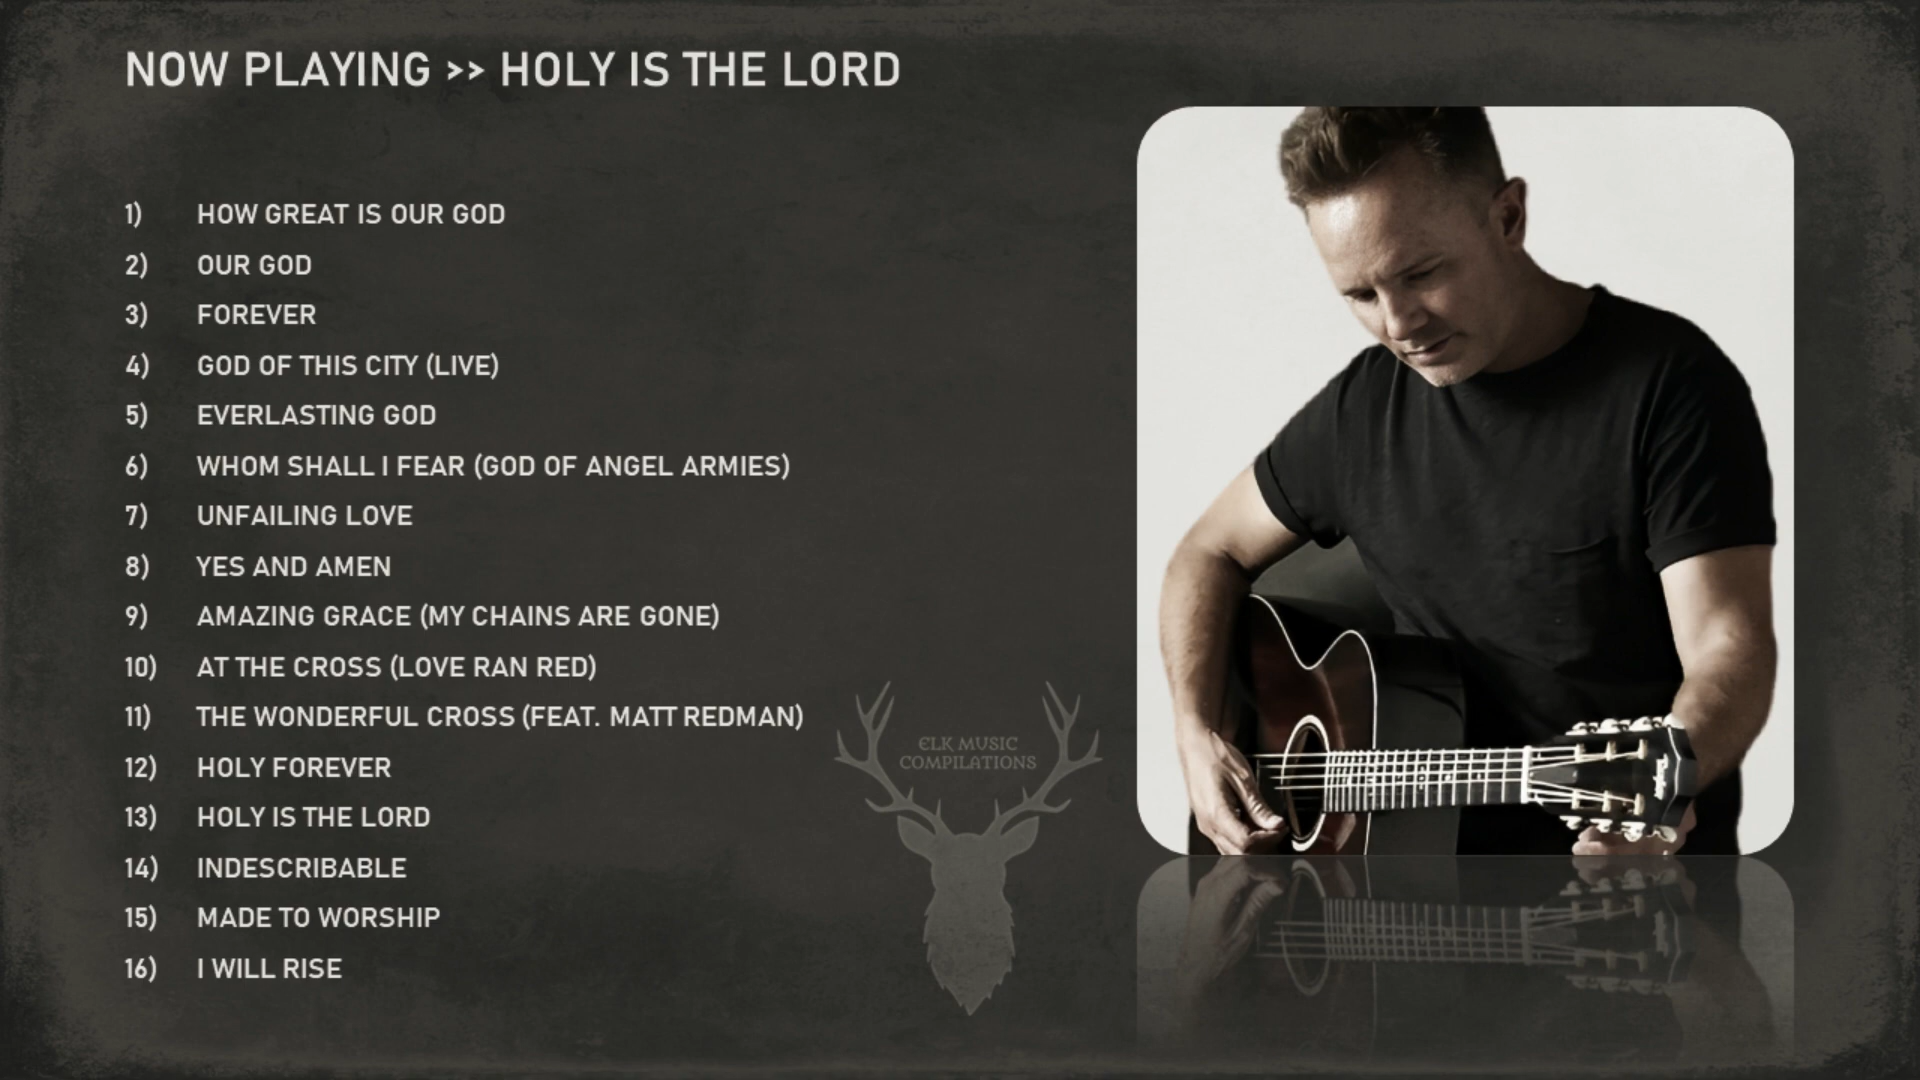 NOW PLAYING >> HOLY IS THE LORD
1) HOW GREAT IS OUR GOD
2) OUR GOD
3) FOREVER
4) GOD OF THIS CITY (LIVE)
5) EVERLASTING GOD
6) WHOM SHALL I FEAR (GOD OF ANGEL ARMIES)
7) UNFAILING LOVE
8) YES AND AMEN
9) AMAZING GRACE (MY CHAINS ARE GONE)
10) AT THE CROSS (LOVE RAN RED)
11) THE WONDERFUL CROSS (FEAT. MATT REDMAN)
12) HOLY FOREVER
13) HOLY IS THE LORD
14) INDESCRIBABLE
15) MADE TO WORSHIP
16) I WILL RISE
ELK MUSIC
COMPILATIONS